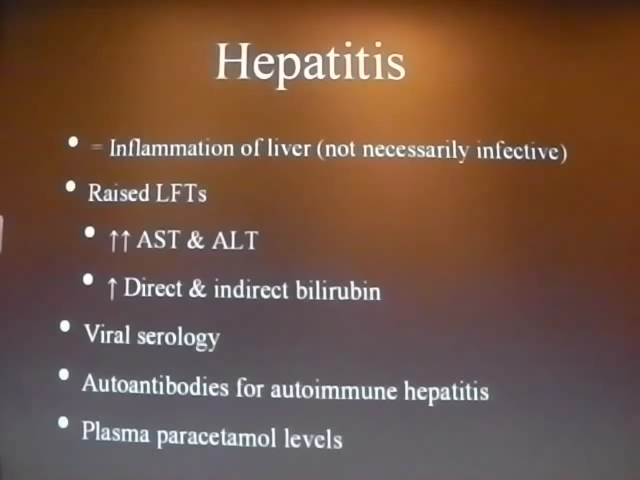 Hepatitis
• = Inflammation of liver (not necessarily infective)
• Raised LFTs
• ↑↑ AST & ALT
• ↑ Direct & indirect bilirubin
• Viral serology
• Autoantibodies for autoimmune hepatitis
• Plasma paracetamol levels